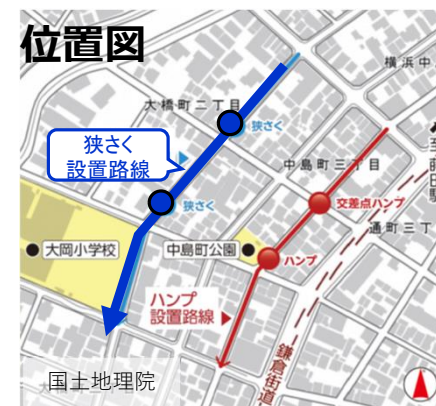 位置図
横浜中
大橋町二丁目
狭さく
狭さく
設置路線
中島町三丁目
狭さく
交差点ハンプ
通町三丁
大岡小学校
中島町公園
ハンプ
ハンプ
設置路線
鎌倉街道
国土地理院